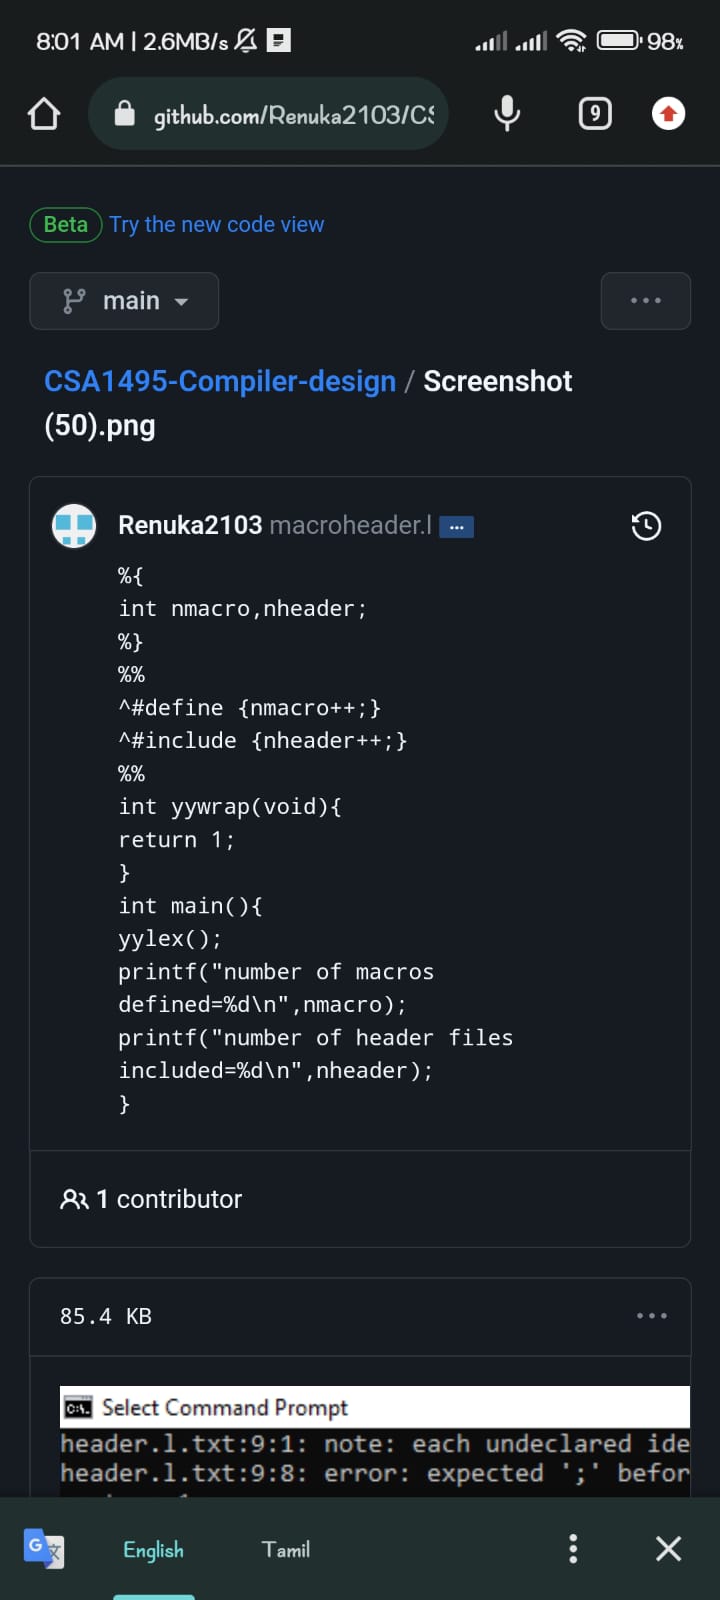 8:01 AM | 2.6MB/s 98%
github.com/Renuka2103/CS 9
Beta Try the new code view
main
CSA1495-Compiler-design / Screenshot
(50).png
Renuka2103 macroheader.l
%{
int nmacro,nheader;
%}
%%
^#define {nmacro++;}
^#include {nheader++;}
%%
int yywrap(void){
return 1;
}
int main(){
yylex();
printf("number of macros
defined=%d\n",nmacro);
printf("number of header files
included=%d\n",nheader);
}
1 contributor
85.4 KB
C:\. Select Command Prompt
header.l.txt:9:1: note: each undeclared ide
header.l.txt:9:8: error: expected ';' befor
G English Tamil